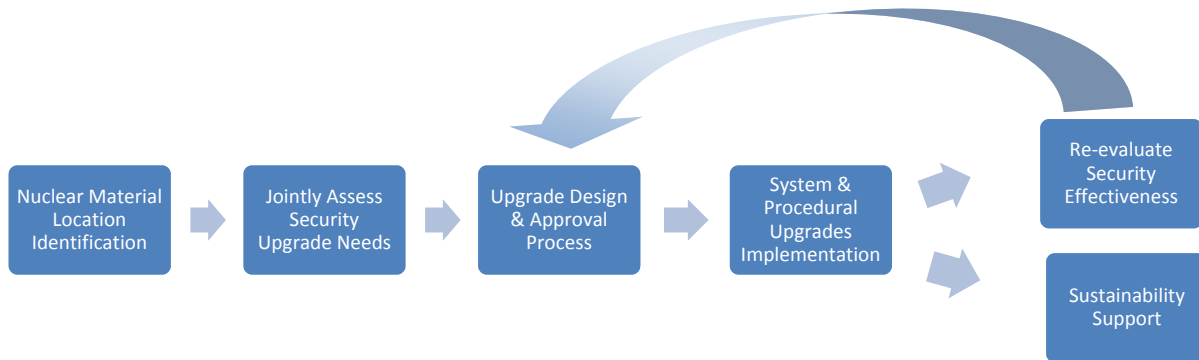 Nuclear Material
Location
Identification
Jointly Assess
Security
Upgrade Needs
Upgrade Design
& Approval
Process
System &
Procedural
Upgrades
Implementation
Re-evaluate
Security
Effectiveness
Sustainability
Support